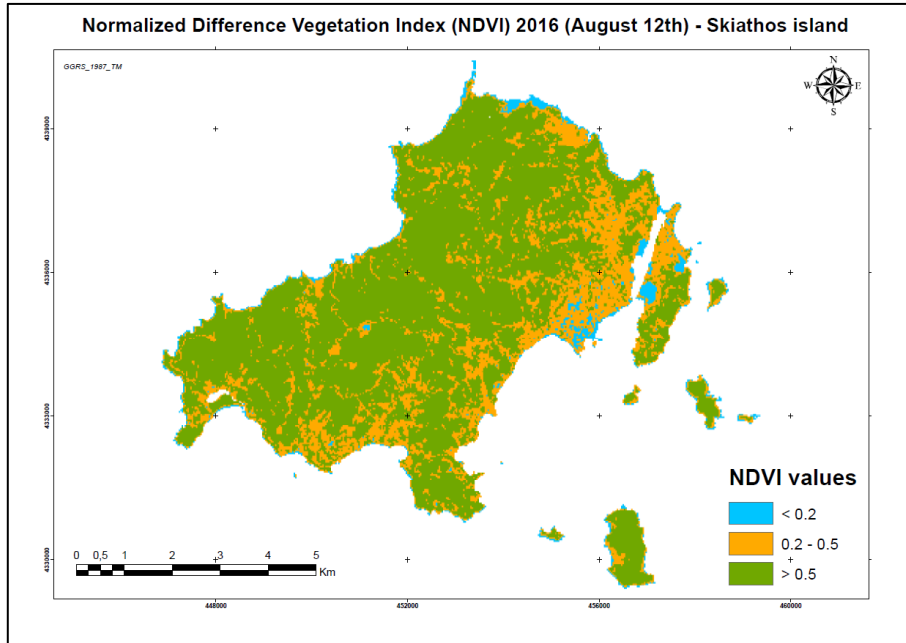 Normalized Difference Vegetation Index (NDVI) 2016 (August 12th) - Skiathos island
GGRS_1987_TM
N
W E
S
4339000
4336000
4333000
4330000
NDVI values
< 0.2
0.2 - 0.5
> 0.5
0 0,5 1 2 3 4 5
Km
448000 452000 456000 460000